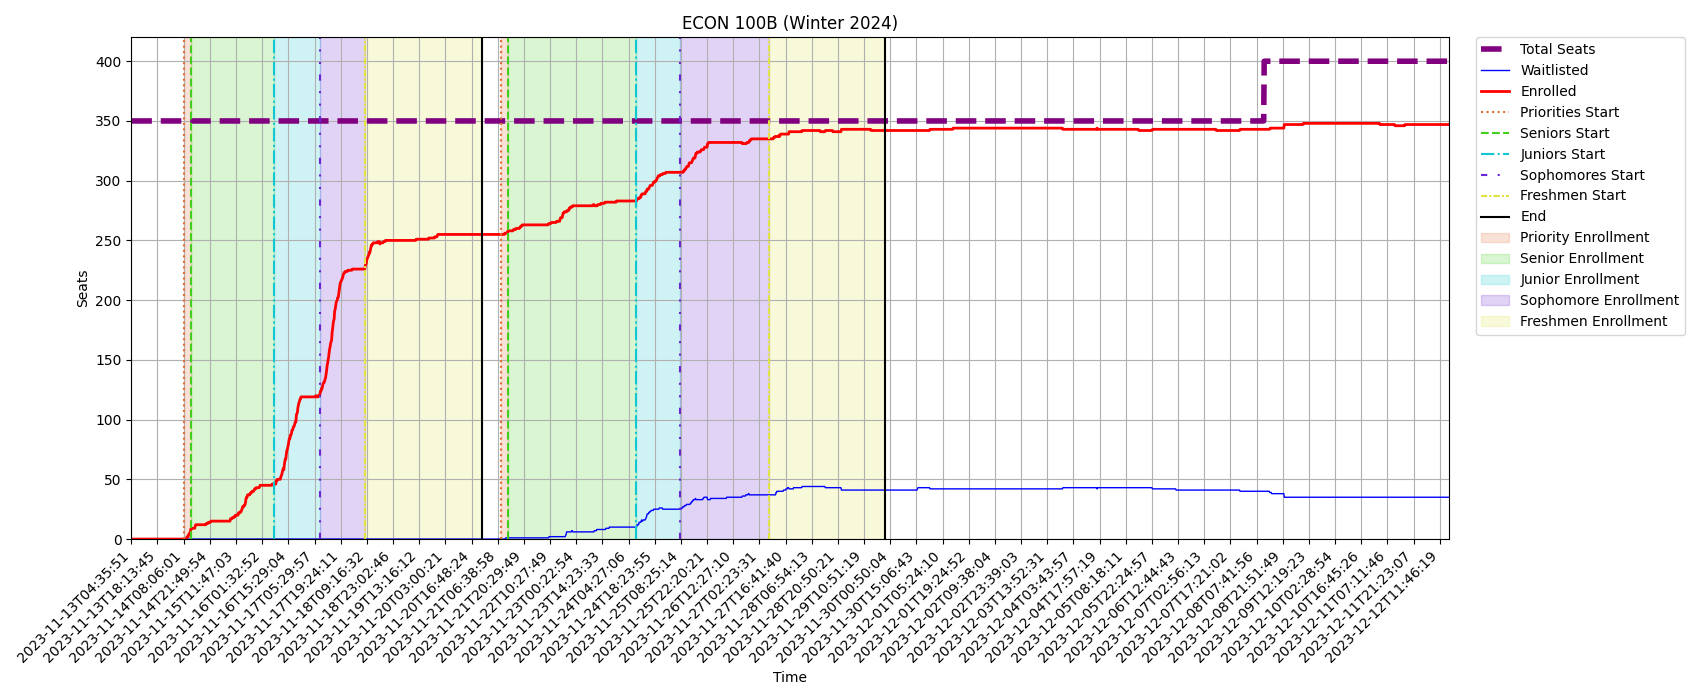 ECON 100B (Winter 2024)
Seats
400
350
300
250
200
150
100
50
0
2023-11-13T04:35:51
2023-11-13T18:13:45
2023-11-14T08:06:01
2023-11-14T21:49:54
2023-11-15T11:47:03
2023-11-16T01:32:52
2023-11-16T15:29:04
2023-11-17T05:29:57
2023-11-17T19:24:11
2023-11-18T09:16:32
2023-11-18T23:02:46
2023-11-19T13:16:12
2023-11-20T03:00:21
2023-11-20T16:48:24
2023-11-21T06:38:58
2023-11-21T20:29:49
2023-11-22T10:27:49
2023-11-23T00:22:54
2023-11-23T14:23:33
2023-11-24T04:27:06
2023-11-24T18:23:55
2023-11-25T08:25:14
2023-11-25T22:20:21
2023-11-26T12:27:10
2023-11-27T02:23:31
2023-11-27T16:41:40
2023-11-28T06:54:13
2023-11-28T20:50:21
2023-11-29T10:51:19
2023-11-30T00:50:04
2023-11-30T15:06:43
2023-12-01T05:24:10
2023-12-01T19:24:52
2023-12-02T09:38:04
2023-12-02T23:39:03
2023-12-03T13:52:31
2023-12-04T03:43:57
2023-12-04T17:57:19
2023-12-05T08:18:11
2023-12-05T22:24:57
2023-12-06T12:44:43
2023-12-07T02:56:13
2023-12-07T17:21:02
2023-12-08T07:41:56
2023-12-08T21:51:49
2023-12-09T12:19:23
2023-12-10T02:28:54
2023-12-10T16:45:26
2023-12-11T07:11:46
2023-12-11T21:23:07
2023-12-12T11:46:19
Time
Total Seats
Waitlisted
Enrolled
Priorities Start
Seniors Start
Juniors Start
Sophomores Start
Freshmen Start
End
Priority Enrollment
Senior Enrollment
Junior Enrollment
Sophomore Enrollment
Freshmen Enrollment